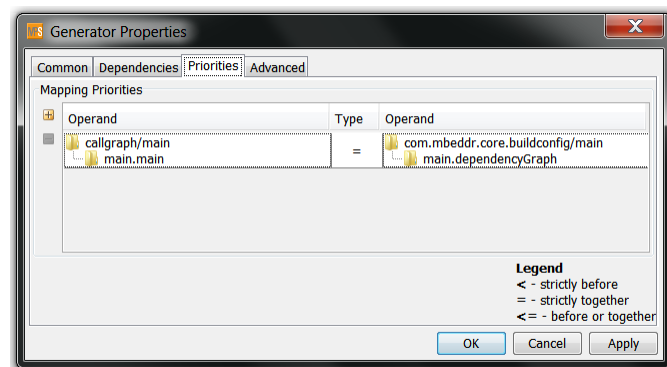 MPS Generator Properties
X
Common Dependencies Priorities Advanced
Mapping Priorities
Operand Type Operand
callgraph/main = com.mbeddr.core.buildconfig/main
main.main main.dependencyGraph
Legend
< - strictly before
= - strictly together
<= - before or together
OK Cancel Apply